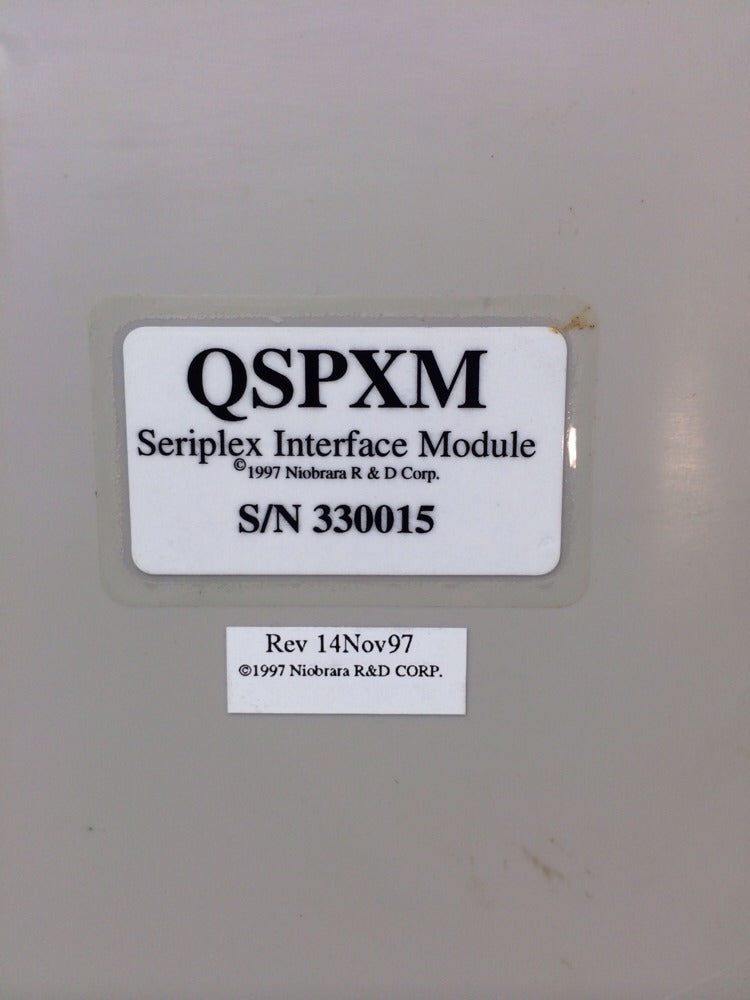 QSPXM
Seriplex Interface Module
©1997 Niobrara R & D Corp.
S/N 330015
Rev 14Nov97
©1997 Niobrara R&D CORP.